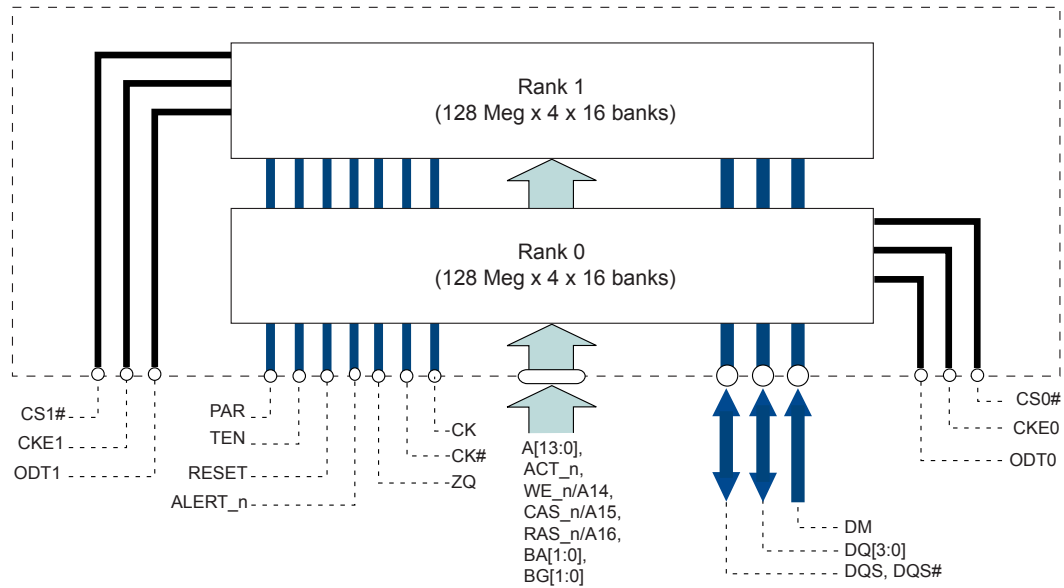 Rank 1
(128 Meg x 4 x 16 banks)
Rank 0
(128 Meg x 4 x 16 banks)
CS1#
CKE1
ODT1
PAR
TEN
RESET
ALERT_n
CK
CK#
ZQ
A[13:0],
ACT_n,
WE_n/A14,
CAS_n/A15,
RAS_n/A16,
BA[1:0],
BG[1:0]
DM
DQ[3:0]
DQS, DQS#
CS0#
CKE0
ODT0